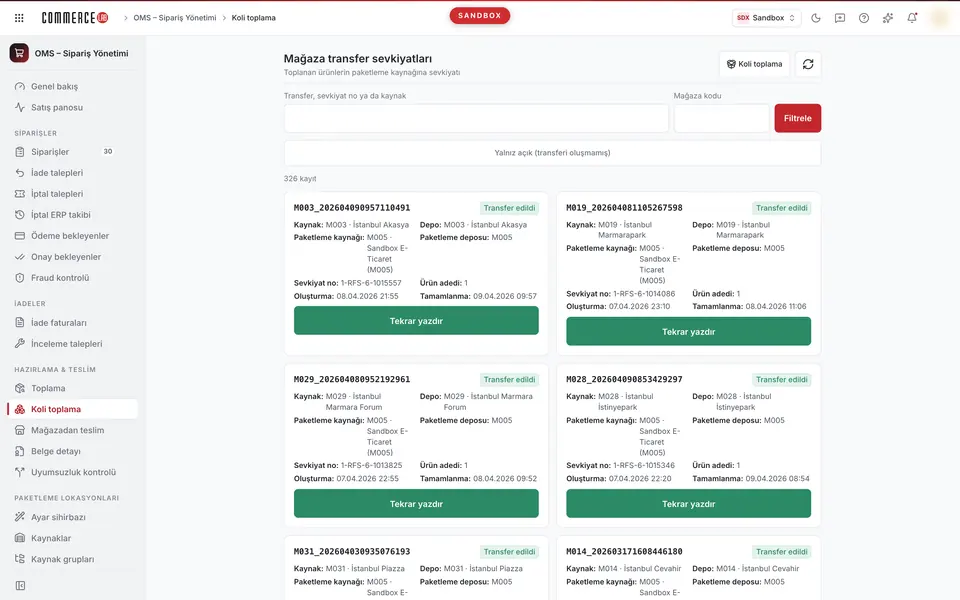 COMMERCE LAB
OMS – Sipariş Yönetimi
Koli toplama
SANDBOX
SDX Sandbox
OMS – Sipariş Yönetimi
Genel bakış
Satış panosu
SİPARİŞLER
Siparişler 30
İade talepleri
İptal talepleri
İptal ERP takibi
Ödeme bekleyenler
Onay bekleyenler
Fraud kontrolü
İADELER
İade faturaları
İnceleme talepleri
HAZIRLAMA & TESLİM
Toplama
Koli toplama
Mağazadan teslim
Belge detayı
Uyumsuzluk kontrolü
PAKETLEME LOKASYONLARI
Ayar sihirbazı
Kaynaklar
Kaynak grupları
Mağaza transfer sevkiyatları
Toplanan ürünlerin paketleme kaynağına sevkiyatı
Koli toplama
Transfer, sevkiyat no ya da kaynak
Mağaza kodu
Filtrele
Yalnız açık (transferi oluşmamış)
326 kayıt
M003_202604090957110491 Transfer edildi
Kaynak: M003 · İstanbul Akasya Depo: M003 · İstanbul Akasya
Paketleme kaynağı: M005 · Paketleme deposu: M005
Sandbox E-
Ticaret
(M005)
Sevkiyat no: 1-RFS-6-1015557 Ürün adedi: 1
Oluşturma: 08.04.2026 21:55 Tamamlanma: 09.04.2026 09:57
Tekrar yazdır
M019_202604081105267598 Transfer edildi
Kaynak: M019 · İstanbul Depo: M019 · İstanbul
Marmarapark Marmarapark
Paketleme kaynağı: M005 · Paketleme deposu: M005
Sandbox E-
Ticaret
(M005)
Sevkiyat no: 1-RFS-6-1014086 Ürün adedi: 1
Oluşturma: 07.04.2026 23:10 Tamamlanma: 08.04.2026 11:06
Tekrar yazdır
M029_202604080952192961 Transfer edildi
Kaynak: M029 · İstanbul Depo: M029 · İstanbul Marmara
Marmara Forum Forum
Paketleme kaynağı: M005 · Paketleme deposu: M005
Sandbox E-
Ticaret
(M005)
Sevkiyat no: 1-RFS-6-1013825 Ürün adedi: 1
Oluşturma: 07.04.2026 22:55 Tamamlanma: 08.04.2026 09:52
Tekrar yazdır
M028_202604090853429297 Transfer edildi
Kaynak: M028 · İstanbul Depo: M028 · İstanbul
İstinyepark İstinyepark
Paketleme kaynağı: M005 · Paketleme deposu: M005
Sandbox E-
Ticaret
(M005)
Sevkiyat no: 1-RFS-6-1015346 Ürün adedi: 1
Oluşturma: 07.04.2026 22:20 Tamamlanma: 09.04.2026 08:54
Tekrar yazdır
M031_202604030935076193 Transfer edildi
Kaynak: M031 · İstanbul Piazza Depo: M031 · İstanbul Piazza
Paketleme kaynağı: M005 · Paketleme deposu: M005
Sandbox E-
M014_202603171608446180 Transfer edildi
Kaynak: M014 · İstanbul Cevahir Depo: M014 · İstanbul Cevahir
Paketleme kaynağı: M005 · Paketleme deposu: M005
Sandbox E-